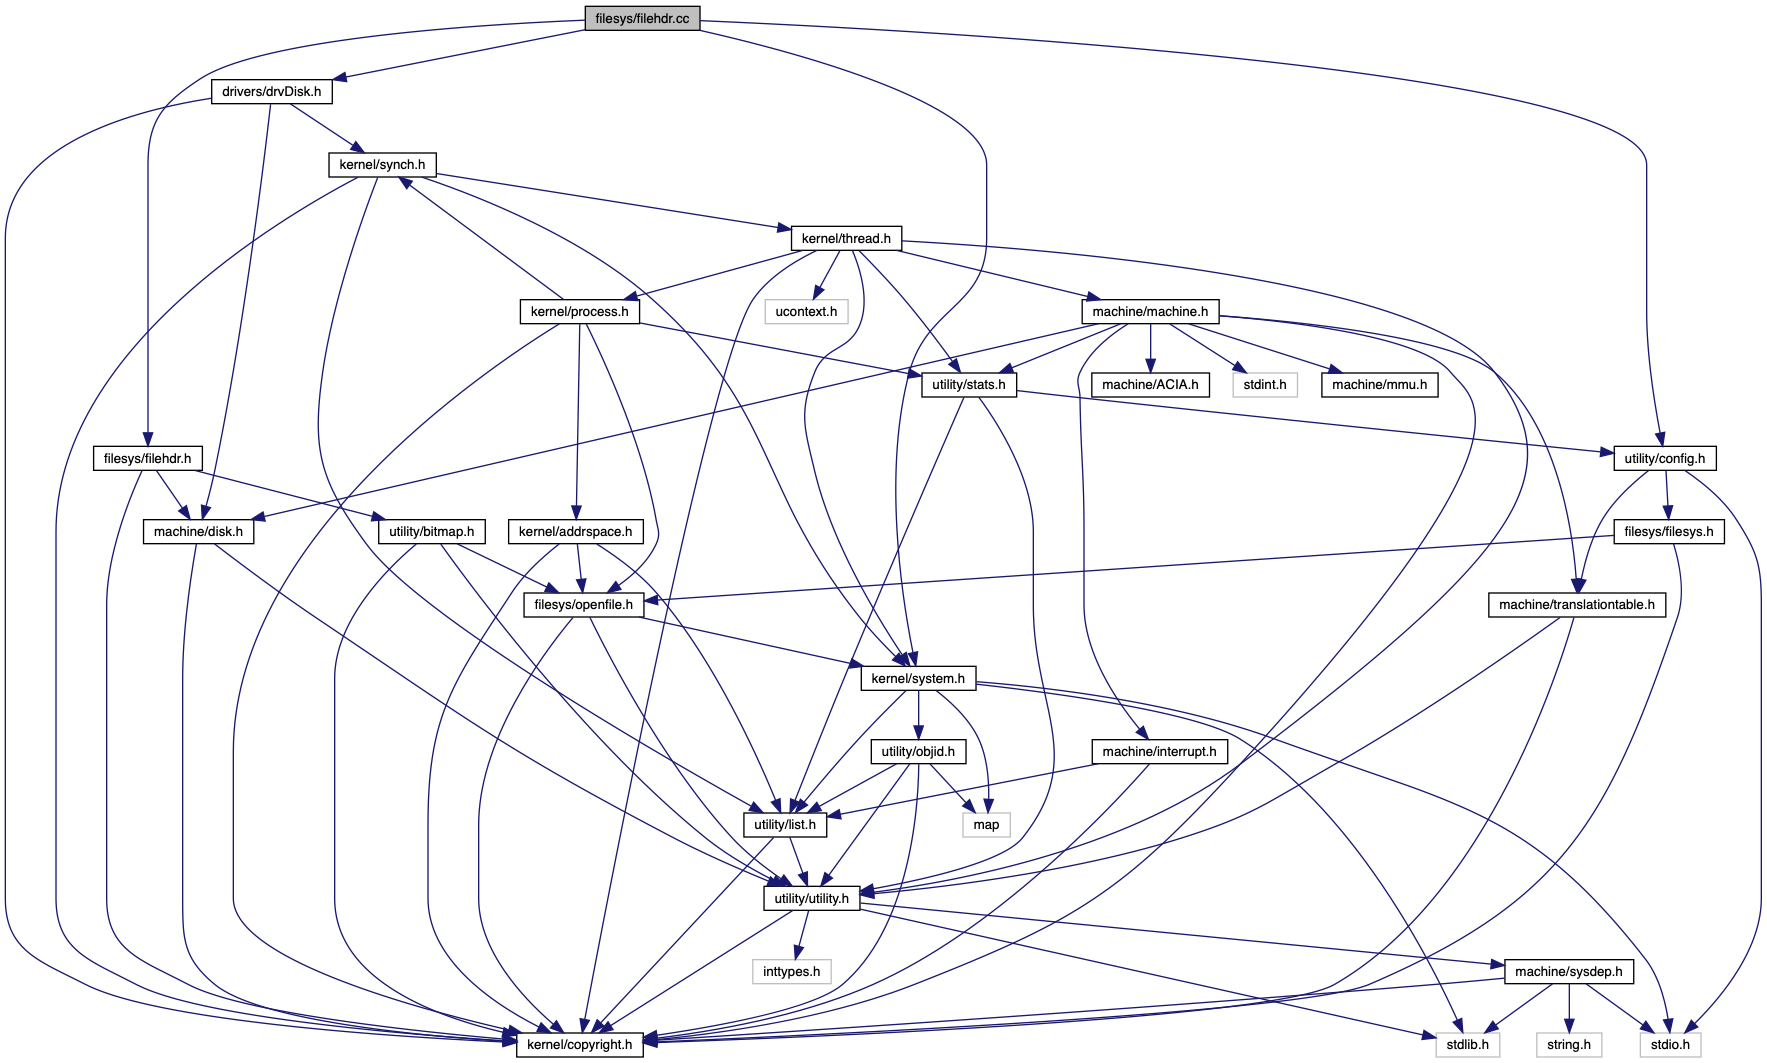 filesys/filehdr.cc
drivers/drvDisk.h
kernel/synch.h
kernel/thread.h
kernel/process.h
ucontext.h
machine/machine.h
utility/stats.h
machine/ACIA.h
stdint.h
machine/mmu.h
filesys/filehdr.h
utility/config.h
machine/disk.h
utility/bitmap.h
kernel/addrspace.h
filesys/filesys.h
filesys/openfile.h
machine/translationtable.h
kernel/system.h
utility/objid.h
machine/interrupt.h
utility/list.h
map
utility/utility.h
inttypes.h
machine/sysdep.h
kernel/copyright.h
stdlib.h
string.h
stdio.h